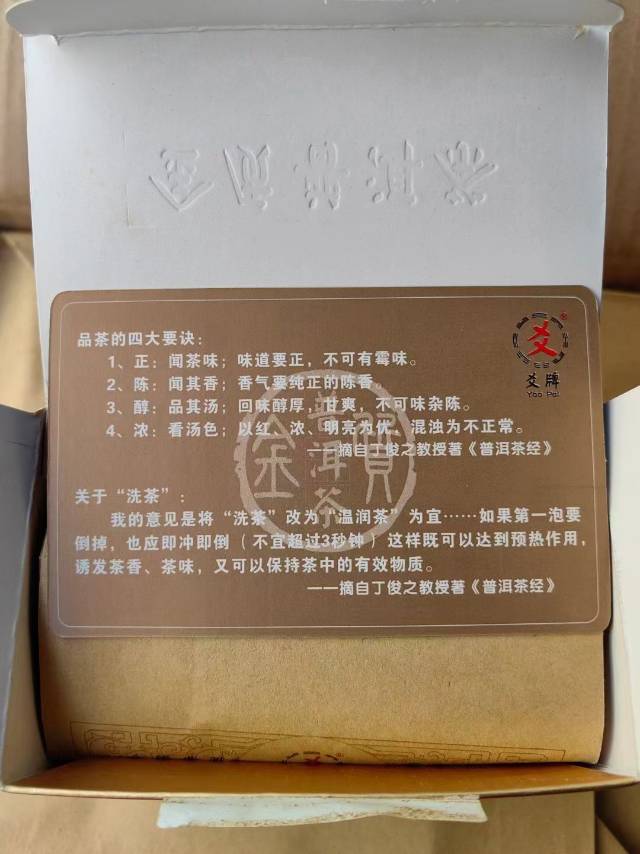 品茶的四大要诀:
1、正:闻茶味;味道要正,不可有霉味。
2、陈:闻其香;香气要纯正的陈香。
3、醇:品其汤;回味醇厚,甘爽,不可味杂陈。
4、浓:看汤色;以红、浓、明亮为优,混浊为不正常。
——摘自丁俊之教授著《普洱茶经》
®
爻
爻牌
Yao Pai
金
普洱茶
寶
关于“洗茶”:
我的意见是将“洗茶”改为“温润茶”为宜……如果第一泡要
倒掉,也应即冲即倒(不宜超过3秒钟)这样既可以达到预热作用,
诱发茶香、茶味,又可以保持茶中的有效物质。
——摘自丁俊之教授著《普洱茶经》
爻